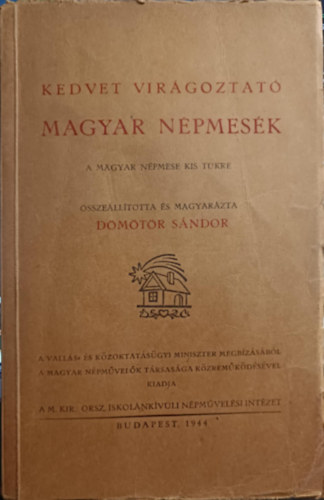 KEDVET VIRÁGOZTATÓ
MAGYAR NÉPMESÉK
A MAGYAR NÉPMESE KIS TÜKRE
ÖSSZEÁLLÍTOTTA ÉS MAGYARÁZTA
DÖMÖTÖR SÁNDOR
A VALLÁS- ÉS KÖZOKTATÁSÜGYI MINISZTER MEGBÍZÁSÁBÓL
A MAGYAR NÉPMŰVELŐK TÁRSASÁGA KÖZREMŰKÖDÉSÉVEL
KIADJA
A M. KIR. ORSZ. ISKOLÁNKÍVÜLI NÉPMŰVELÉSI INTÉZET
BUDAPEST, 1944